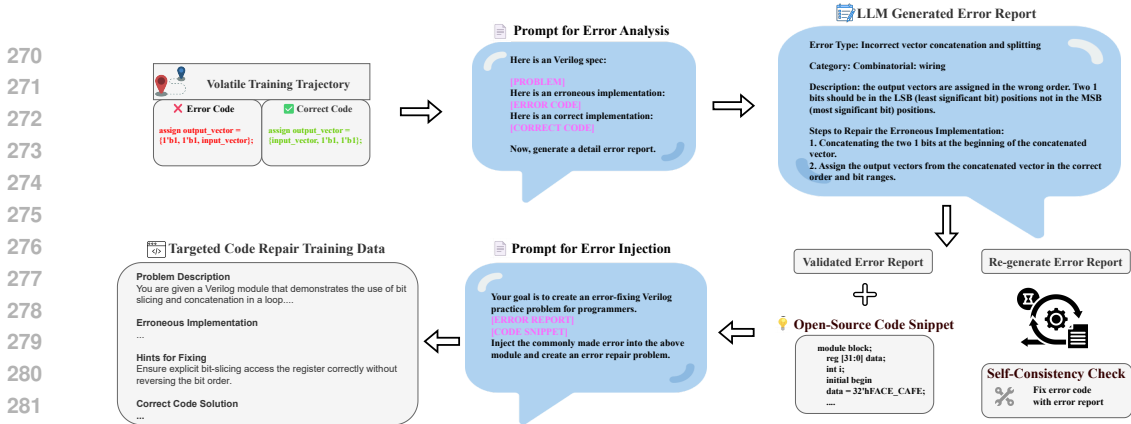 270
271
272
273
274
275
276
277
278
279
280
281
Volatile Training Trajectory
Error Code
assign output_vector =
{1'b1, 1'b1, input_vector};
Correct Code
assign output_vector =
{input_vector, 1'b1, 1'b1};
Prompt for Error Analysis
Here is an Verilog spec:
[PROBLEM]
Here is an erroneous implementation:
[ERROR CODE]
Here is an correct implementation:
[CORRECT CODE]
Now, generate a detail error report.
LLM Generated Error Report
Error Type: Incorrect vector concatenation and splitting
Category: Combinatorial: wiring
Description: the output vectors are assigned in the wrong order. Two 1
bits should be in the LSB (least significant bit) positions not in the MSB
(most significant bit) positions.
Steps to Repair the Erroneous Implementation:
1. Concatenating the two 1 bits at the beginning of the concatenated
vector.
2. Assign the output vectors from the concatenated vector in the correct
order and bit ranges.
Validated Error Report
Re-generate Error Report
Open-Source Code Snippet
module block;
reg [31:0] data;
int i;
initial begin
data = 32'hFACE_CAFE;
....
Self-Consistency Check
Fix error code
with error report
Prompt for Error Injection
Your goal is to create an error-fixing Verilog
practice problem for programmers.
[ERROR REPORT]
[CODE SNIPPET]
Inject the commonly made error into the above
module and create an error repair problem.
Targeted Code Repair Training Data
Problem Description
You are given a Verilog module that demonstrates the use of bit
slicing and concatenation in a loop....
Erroneous Implementation
...
Hints for Fixing
Ensure explicit bit-slicing access the register correctly without
reversing the bit order.
Correct Code Solution
...